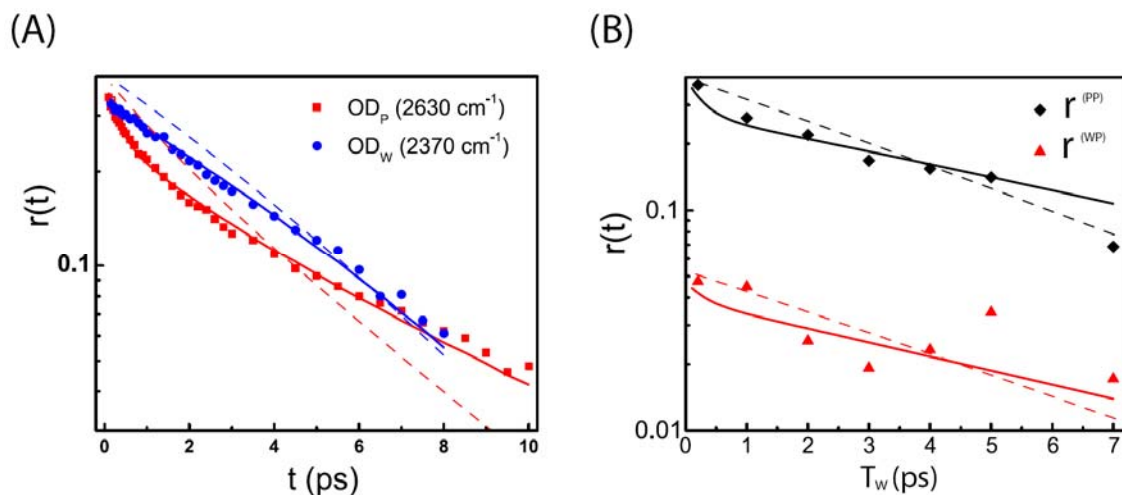 (A)
r(t)
0.1
OD_P (2630 cm⁻¹)
OD_W (2370 cm⁻¹)
0 2 4 6 8 10
t (ps)
(B)
r(t)
0.1
0.01
r^(PP)
r^(WP)
0 1 2 3 4 5 6 7
T_w (ps)